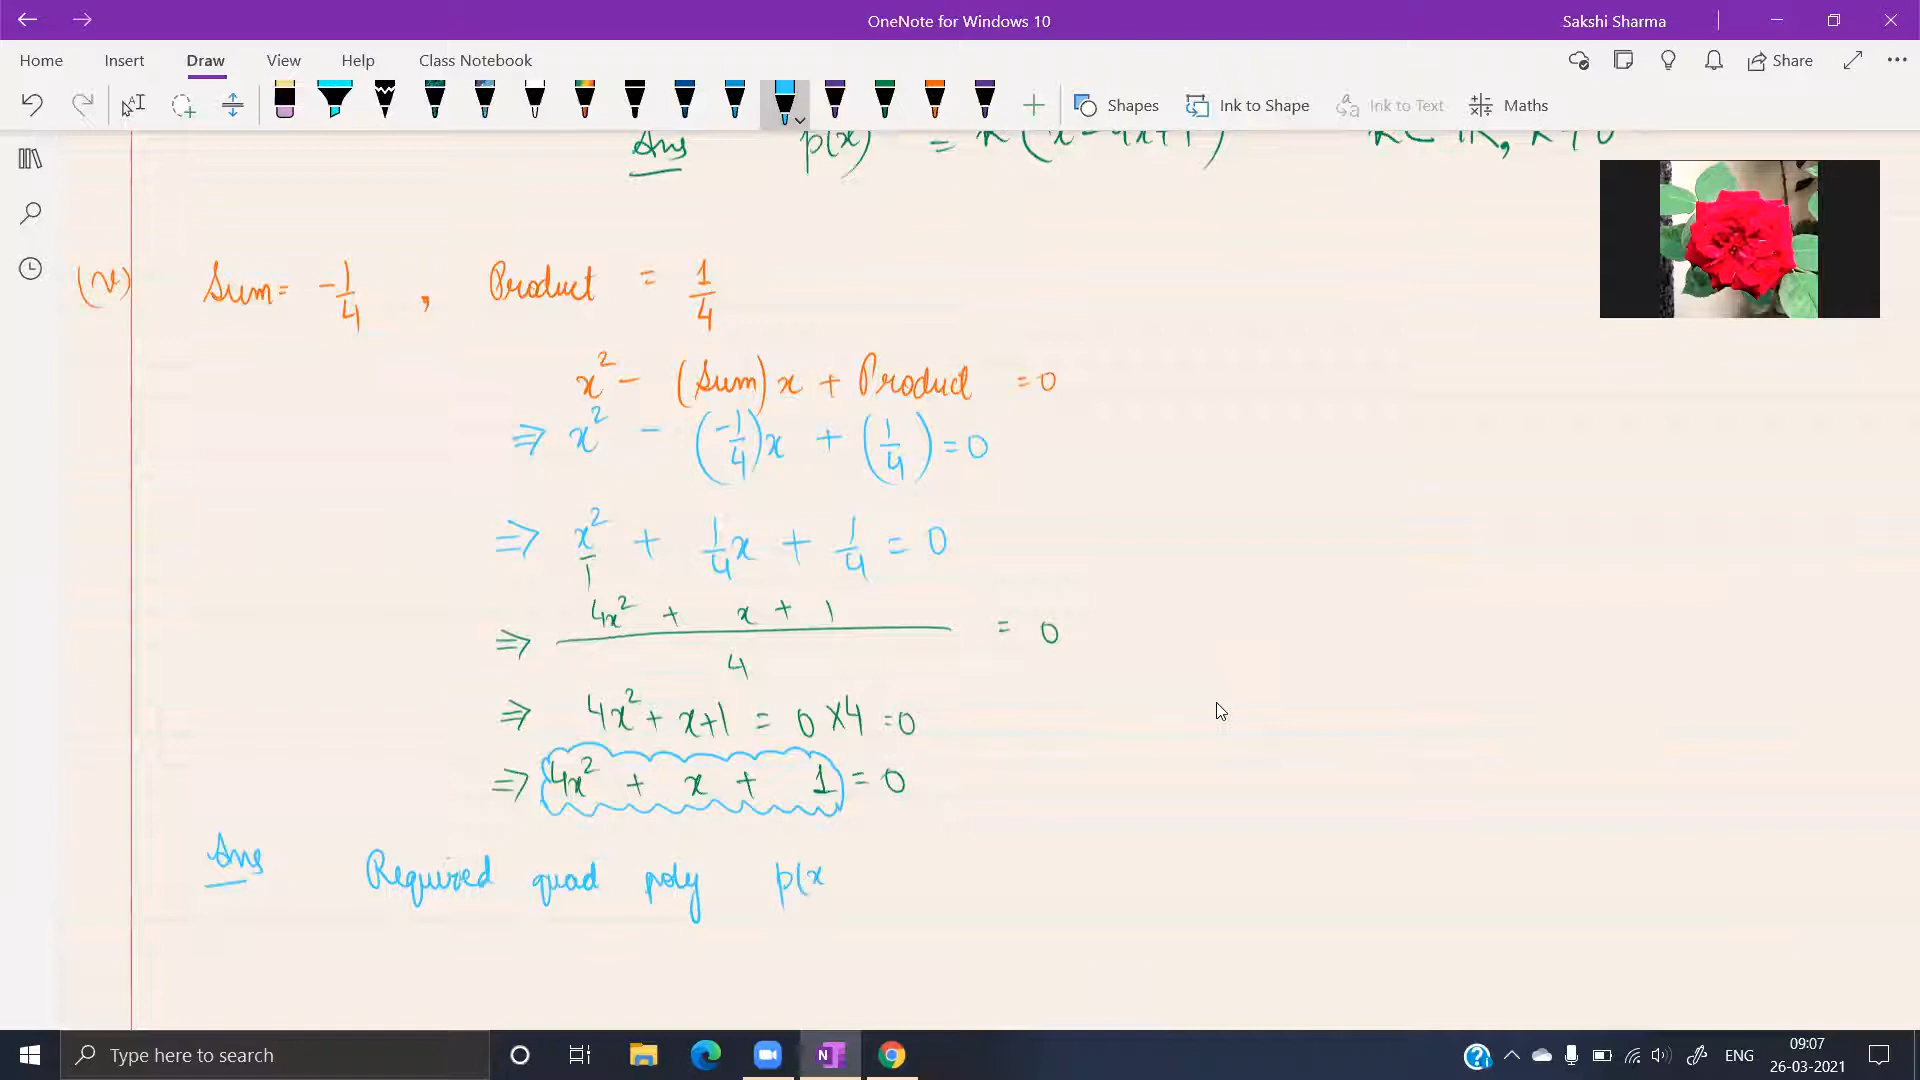 OneNote for Windows 10
Sakshi Sharma
Home Insert Draw View Help Class Notebook
Share
Shapes Ink to Shape Ink to Text Maths
Ans p(x) =
(v) Sum = -1/4 , Product = 1/4
x² - (Sum)x + Product = 0
⇒ x² - (-1/4)x + (1/4) = 0
⇒ x²/1 + 1/4x + 1/4 = 0
⇒ (4x² + x + 1)/4 = 0
⇒ 4x² + x + 1 = 0 × 4 = 0
⇒ 4x² + x + 1 = 0
Ans Required quad poly p(x
Type here to search
ENG
09:07
26-03-2021